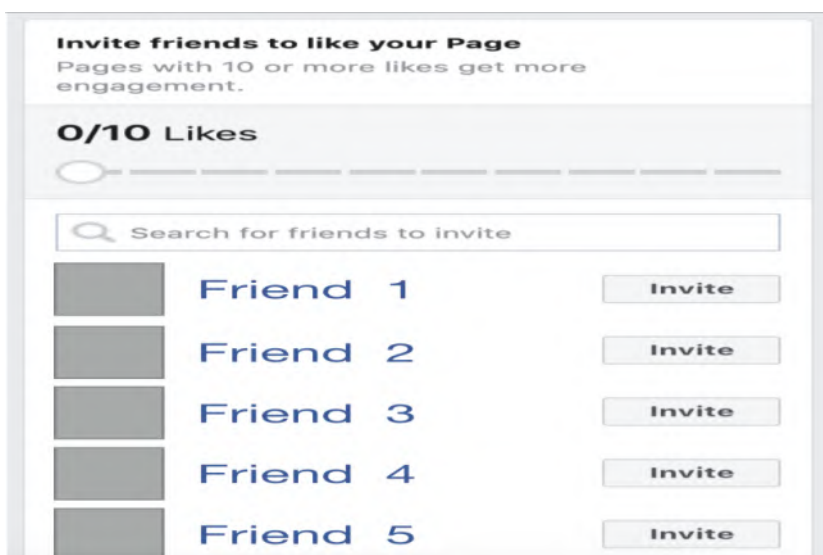 Invite friends to like your Page
Pages with 10 or more likes get more
engagement.
0/10 Likes
Search for friends to invite
Friend 1 Invite
Friend 2 Invite
Friend 3 Invite
Friend 4 Invite
Friend 5 Invite